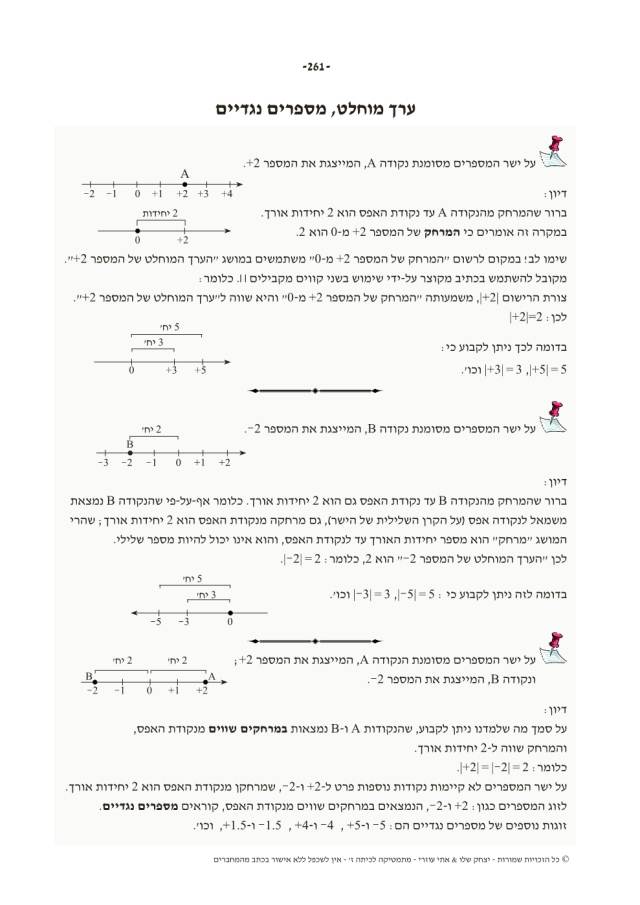 -261-
ערך מוחלט, מספרים נגדיים
על ישר המספרים מסומנת נקודה A, המייצגת את המספר 2+.
A
-2 -1 0 +1 +2 +3 +4
דיון:
ברור שהמרחק מהנקודה A עד נקודת האפס הוא 2 יחידות אורך.
2 יחידות
במקרה זה אומרים כי המרחק של המספר 2+ מ-0 הוא 2.
0 +2
שימו לב! במקום לרשום "המרחק של המספר 2+ מ-0" משתמשים במושג "הערך המוחלט של המספר 2+".
מקובל להשתמש בכתיב מקוצר על-ידי שימוש בשני קווים מקבילים | |. כלומר:
צורת הרישום |+2|, משמעותה "המרחק של המספר 2+ מ-0" והיא שווה ל"ערך המוחלט של המספר 2+".
לכן: |+2|=2
5 יח'
3 יח'
0 +3 +5
בדומה לכך ניתן לקבוע כי:
|+5| = 5, |+3| = 3 וכו'.
על ישר המספרים מסומנת נקודה B, המייצגת את המספר 2-.
2 יח'
B
-3 -2 -1 0 +1 +2
דיון:
ברור שהמרחק מהנקודה B עד נקודת האפס גם הוא 2 יחידות אורך. כלומר אף-על-פי שהנקודה B נמצאת
משמאל לנקודה אפס (על הקרן השלילית של הישר), גם מרחקה מנקודת האפס הוא 2 יחידות אורך; שהרי
המושג "מרחק" הוא מספר יחידות האורך עד לנקודת האפס, והוא אינו יכול להיות מספר שלילי.
לכן "הערך המוחלט של המספר 2-" הוא 2, כלומר: |-2| = 2.
5 יח'
3 יח'
-5 -3 0
בדומה לזה ניתן לקבוע כי: |-5| = 5, |-3| = 3 וכו'.
על ישר המספרים מסומנת הנקודה A, המייצגת את המספר 2+;
ונקודה B, המייצגת את המספר 2-.
2 יח' 2 יח'
B A
-2 -1 0 +1 +2
דיון:
על סמך מה שלמדנו ניתן לקבוע, שהנקודות A ו-B נמצאות במרחקים שווים מנקודת האפס,
והמרחק שווה ל-2 יחידות אורך.
כלומר: |+2| = |-2| = 2.
על ישר המספרים לא קיימות נקודות נוספות פרט ל-2+ ו-2-, שמרחקן מנקודת האפס הוא 2 יחידות אורך.
לזוג המספרים כגון: 2+ ו-2-, הנמצאים במרחקים שווים מנקודת האפס, קוראים מספרים נגדיים.
זוגות נוספים של מספרים נגדיים הם: 5- ו-5+, 4- ו-4+, 1.5- ו-1.5+, וכו'.
© כל הזכויות שמורות - יצחק שלו & אתי עוזרי - מתמטיקה לכיתה ז' - אין לשכפל ללא אישור בכתב מהמחברים